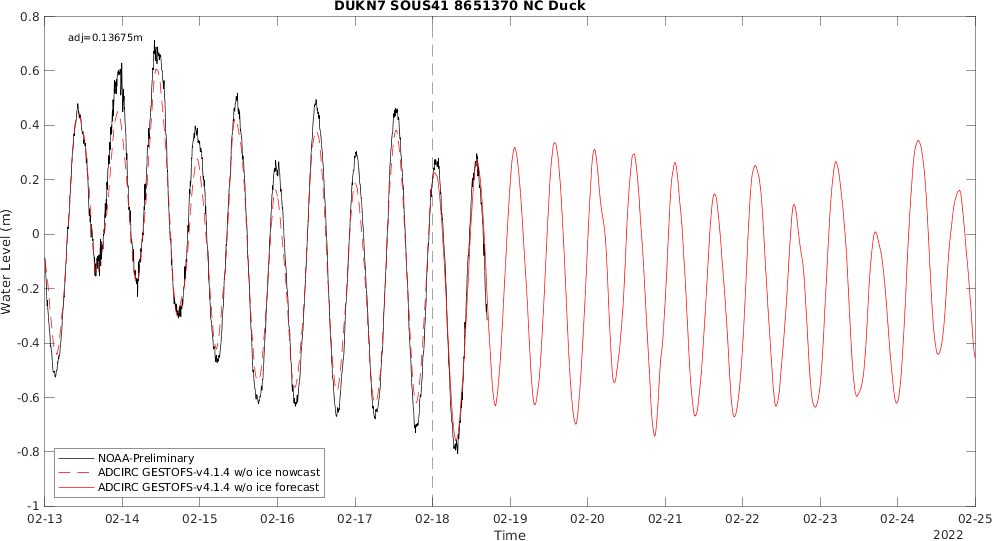 DUKN7 SOUS41 8651370 NC Duck
adj=0.13675m
0.8
0.6
0.4
0.2
0
-0.2
-0.4
-0.6
-0.8
-1
Water Level (m)
NOAA-Preliminary
ADCIRC GESTOFS-v4.1.4 w/o ice nowcast
ADCIRC GESTOFS-v4.1.4 w/o ice forecast
02-13 02-14 02-15 02-16 02-17 02-18 02-19 02-20 02-21 02-22 02-23 02-24 02-25
Time
2022